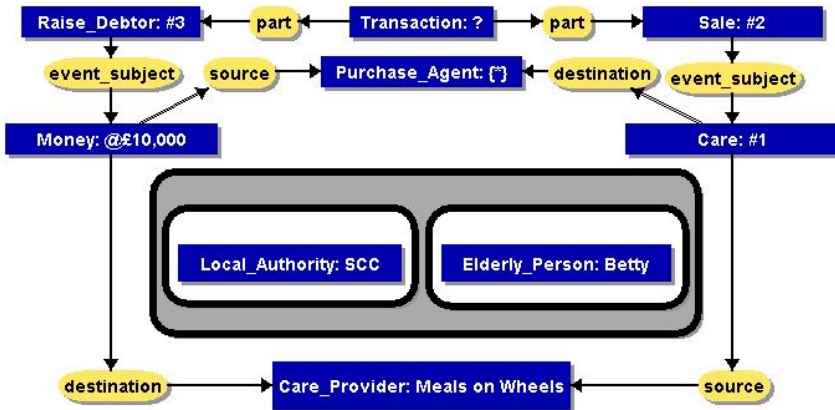 Raise_Debtor: #3
part
Transaction: ?
part
Sale: #2
event_subject
source
Purchase_Agent: {*}
destination
event_subject
Money: @£10,000
Care: #1
Local_Authority: SCC
Elderly_Person: Betty
destination
Care_Provider: Meals on Wheels
source